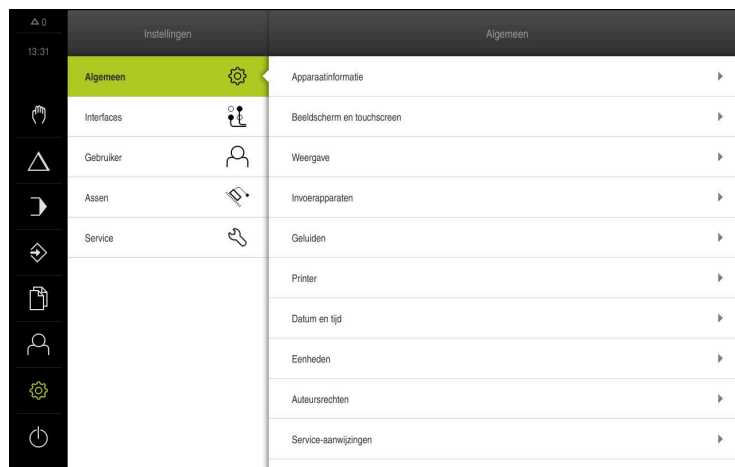 0
13:31
Instellingen
Algemeen
Interfaces
Gebruiker
Assen
Service
Algemeen
Apparaatinformatie
Beeldscherm en touchscreen
Weergave
Invoerapparaten
Geluiden
Printer
Datum en tijd
Eenheden
Auteursrechten
Service-aanwijzingen